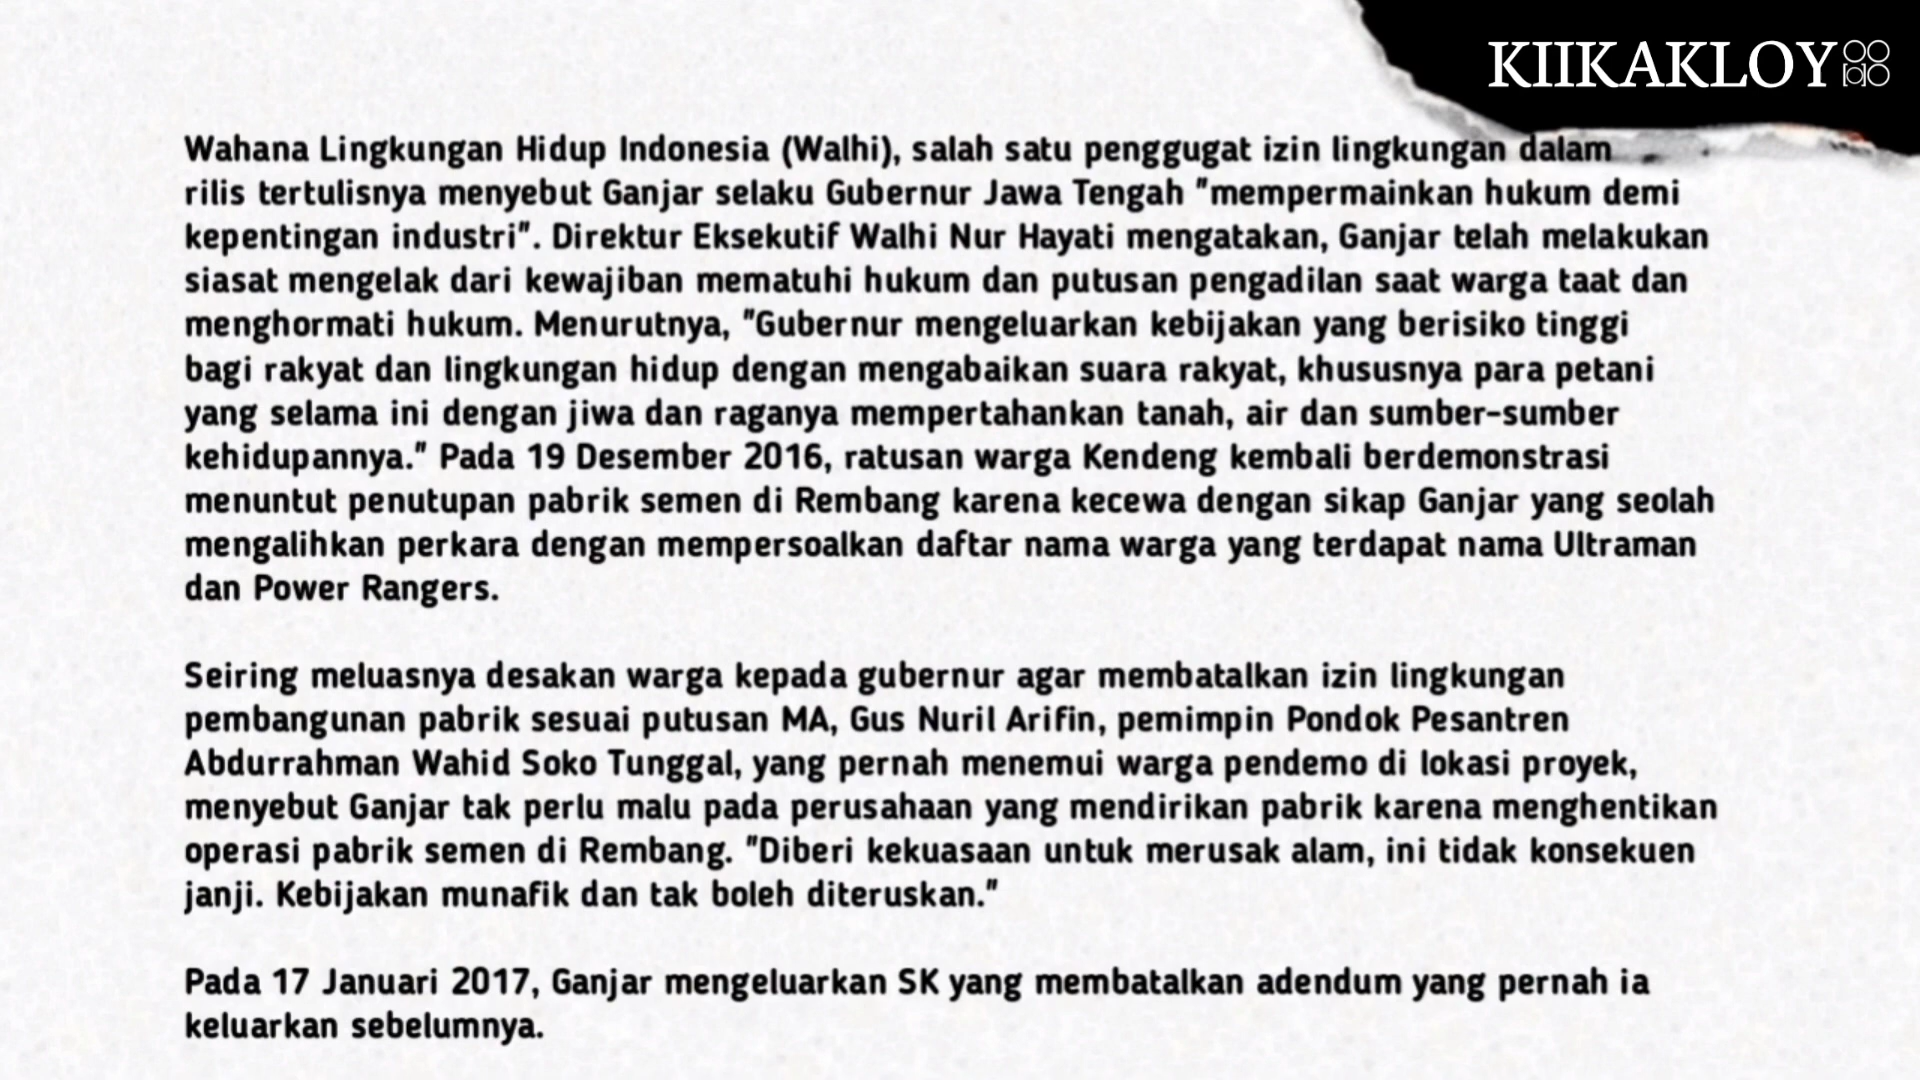 KIIKAKLOY
Wahana Lingkungan Hidup Indonesia (Walhi), salah satu penggugat izin lingkungan dalam
rilis tertulisnya menyebut Ganjar selaku Gubernur Jawa Tengah "mempermainkan hukum demi
kepentingan industri". Direktur Eksekutif Walhi Nur Hayati mengatakan, Ganjar telah melakukan
siasat mengelak dari kewajiban mematuhi hukum dan putusan pengadilan saat warga taat dan
menghormati hukum. Menurutnya, "Gubernur mengeluarkan kebijakan yang berisiko tinggi
bagi rakyat dan lingkungan hidup dengan mengabaikan suara rakyat, khususnya para petani
yang selama ini dengan jiwa dan raganya mempertahankan tanah, air dan sumber-sumber
kehidupannya." Pada 19 Desember 2016, ratusan warga Kendeng kembali berdemonstrasi
menuntut penutupan pabrik semen di Rembang karena kecewa dengan sikap Ganjar yang seolah
mengalihkan perkara dengan mempersoalkan daftar nama warga yang terdapat nama Ultraman
dan Power Rangers.
Seiring meluasnya desakan warga kepada gubernur agar membatalkan izin lingkungan
pembangunan pabrik sesuai putusan MA, Gus Nuril Arifin, pemimpin Pondok Pesantren
Abdurrahman Wahid Soko Tunggal, yang pernah menemui warga pendemo di lokasi proyek,
menyebut Ganjar tak perlu malu pada perusahaan yang mendirikan pabrik karena menghentikan
operasi pabrik semen di Rembang. "Diberi kekuasaan untuk merusak alam, ini tidak konsekuen
janji. Kebijakan munafik dan tak boleh diteruskan."
Pada 17 Januari 2017, Ganjar mengeluarkan SK yang membatalkan adendum yang pernah ia
keluarkan sebelumnya.